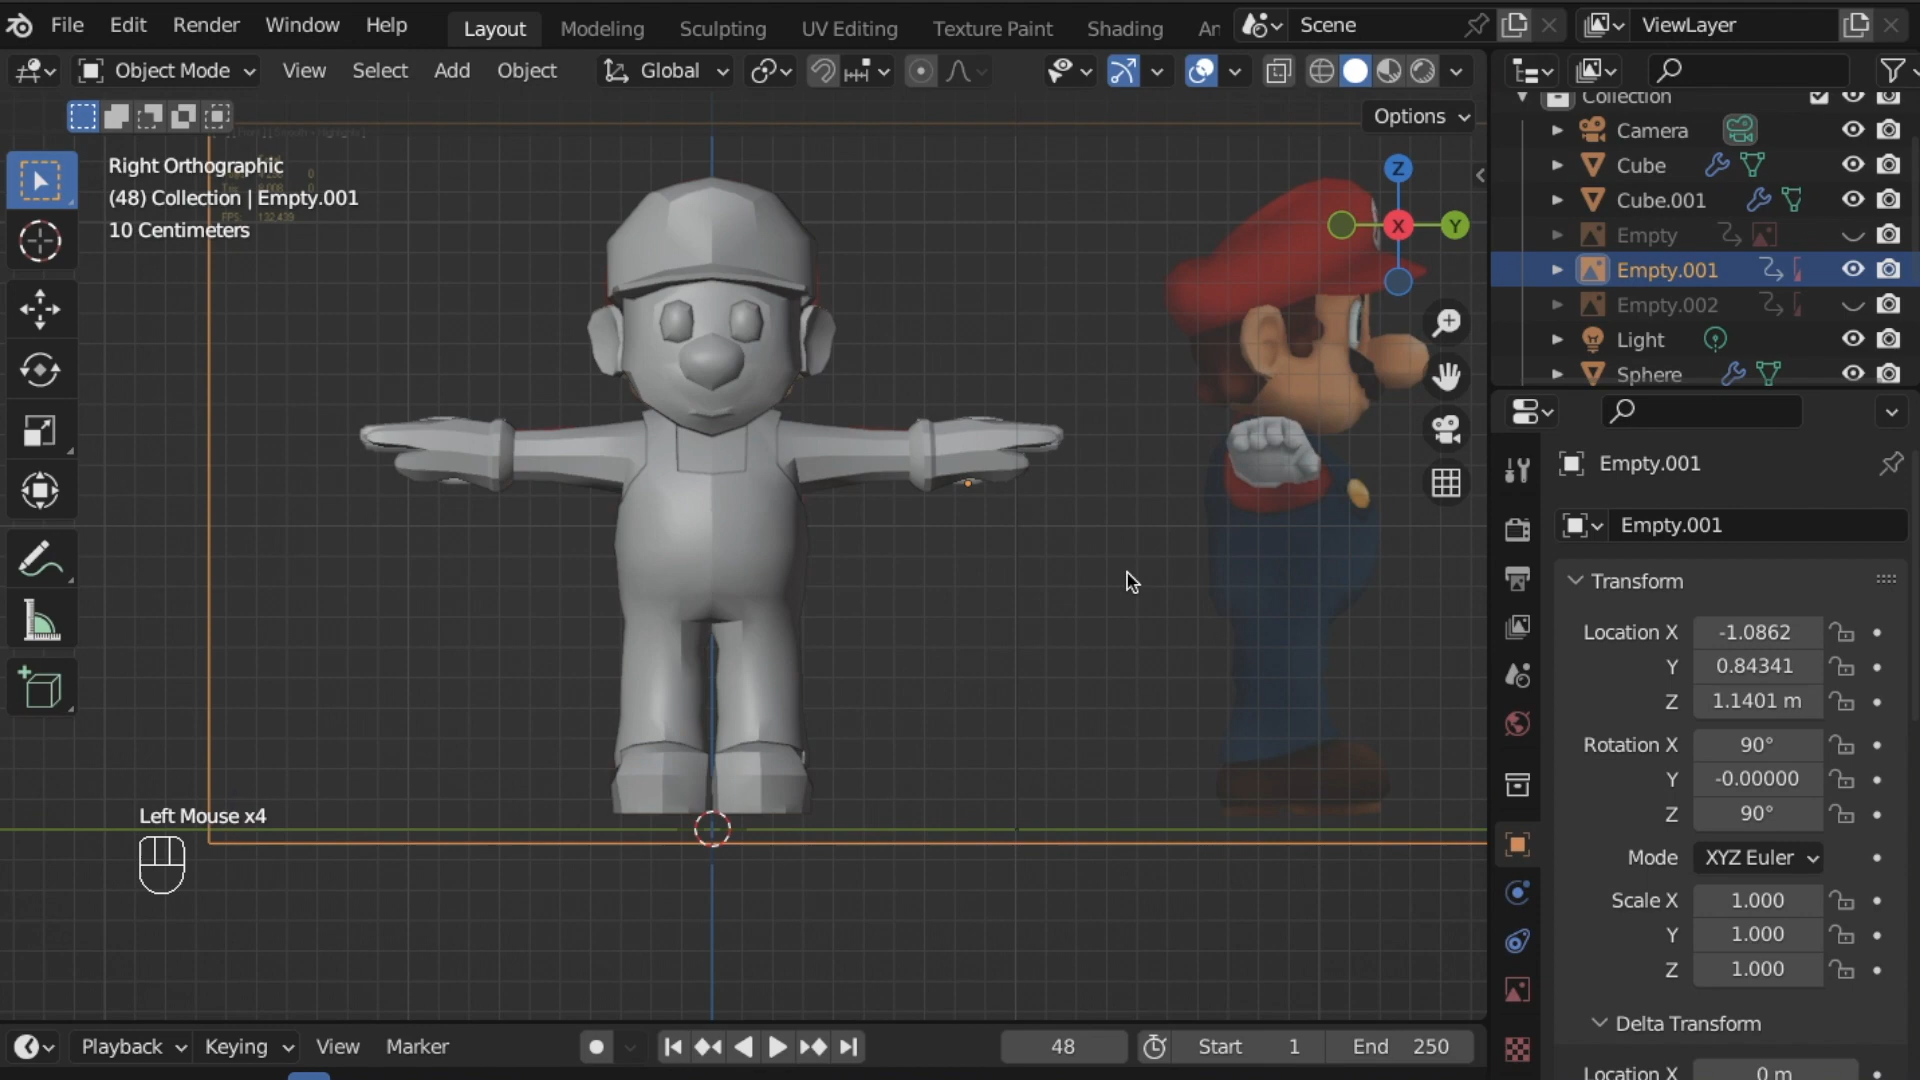 File Edit Render Window Help Layout Modeling Sculpting UV Editing Texture Paint Shading An Scene ViewLayer
Object Mode View Select Add Object Global
Options
Right Orthographic
(48) Collection | Empty.001
10 Centimeters
Z
X
Y
Left Mouse x4
Collection
Camera
Cube
Cube.001
Empty
Empty.001
Empty.002
Light
Sphere
Empty.001
Empty.001
Transform
Location X -1.0862
Y 0.84341
Z 1.1401 m
Rotation X 90°
Y -0.00000
Z 90°
Mode XYZ Euler
Scale X 1.000
Y 1.000
Z 1.000
Delta Transform
Location X 0 m
Playback Keying View Marker 48 Start 1 End 250